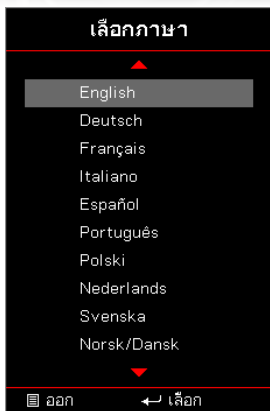 เลือกภาษา
English
Deutsch
Français
Italiano
Español
Português
Polski
Nederlands
Svenska
Norsk/Dansk
ออก เลือก